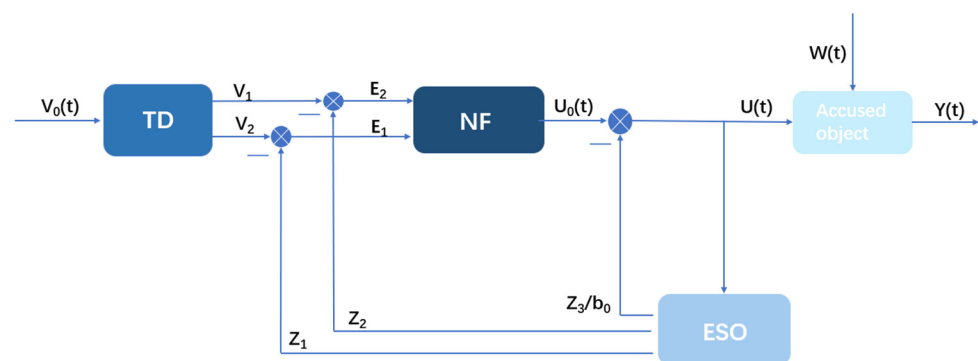 W(t)
V₀(t)
TD
V₁
V₂
E₂
E₁
NF
U₀(t)
U(t)
Accused
object
Y(t)
Z₃/b₀
Z₂
Z₁
ESO